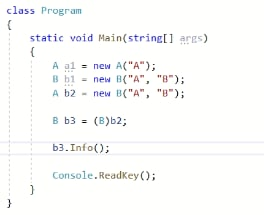 class Program
{
static void Main(string[] args)
{
A a1 = new A("A");
B b1 = new B("A", "B");
A b2 = new B("A", "B");
B b3 = (B)b2;
b3.Info();
Console.ReadKey();
}
}